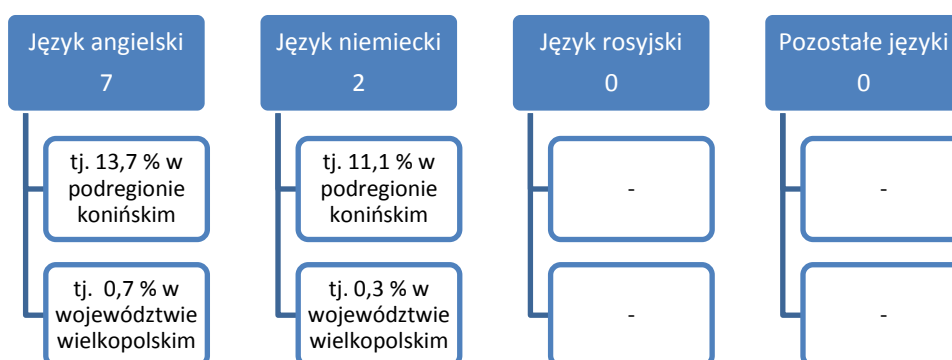 Język angielski
7
tj. 13,7 % w
podregionie
konińskim
tj. 0,7 % w
województwie
wielkopolskim
Język niemiecki
2
tj. 11,1 % w
podregionie
konińskim
tj. 0,3 % w
województwie
wielkopolskim
Język rosyjski
0
-
-
Pozostałe języki
0
-
-